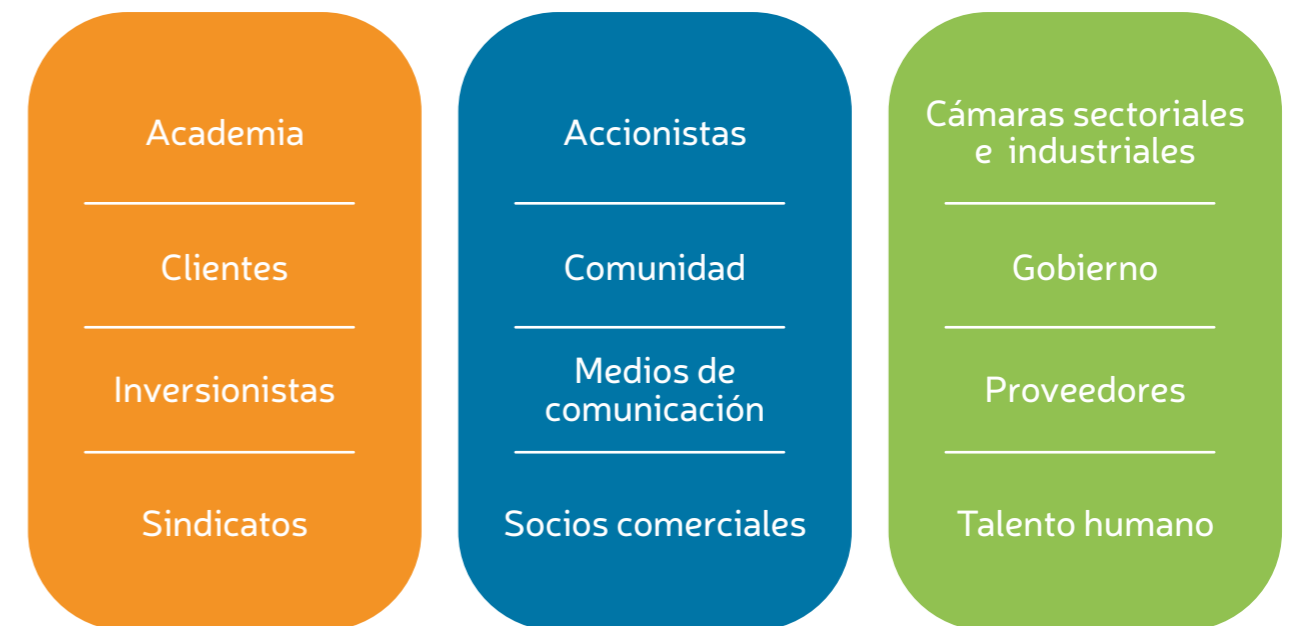 Academia
Clientes
Inversionistas
Sindicatos
Accionistas
Comunidad
Medios de
comunicación
Socios comerciales
Cámaras sectoriales
e industriales
Gobierno
Proveedores
Talento humano